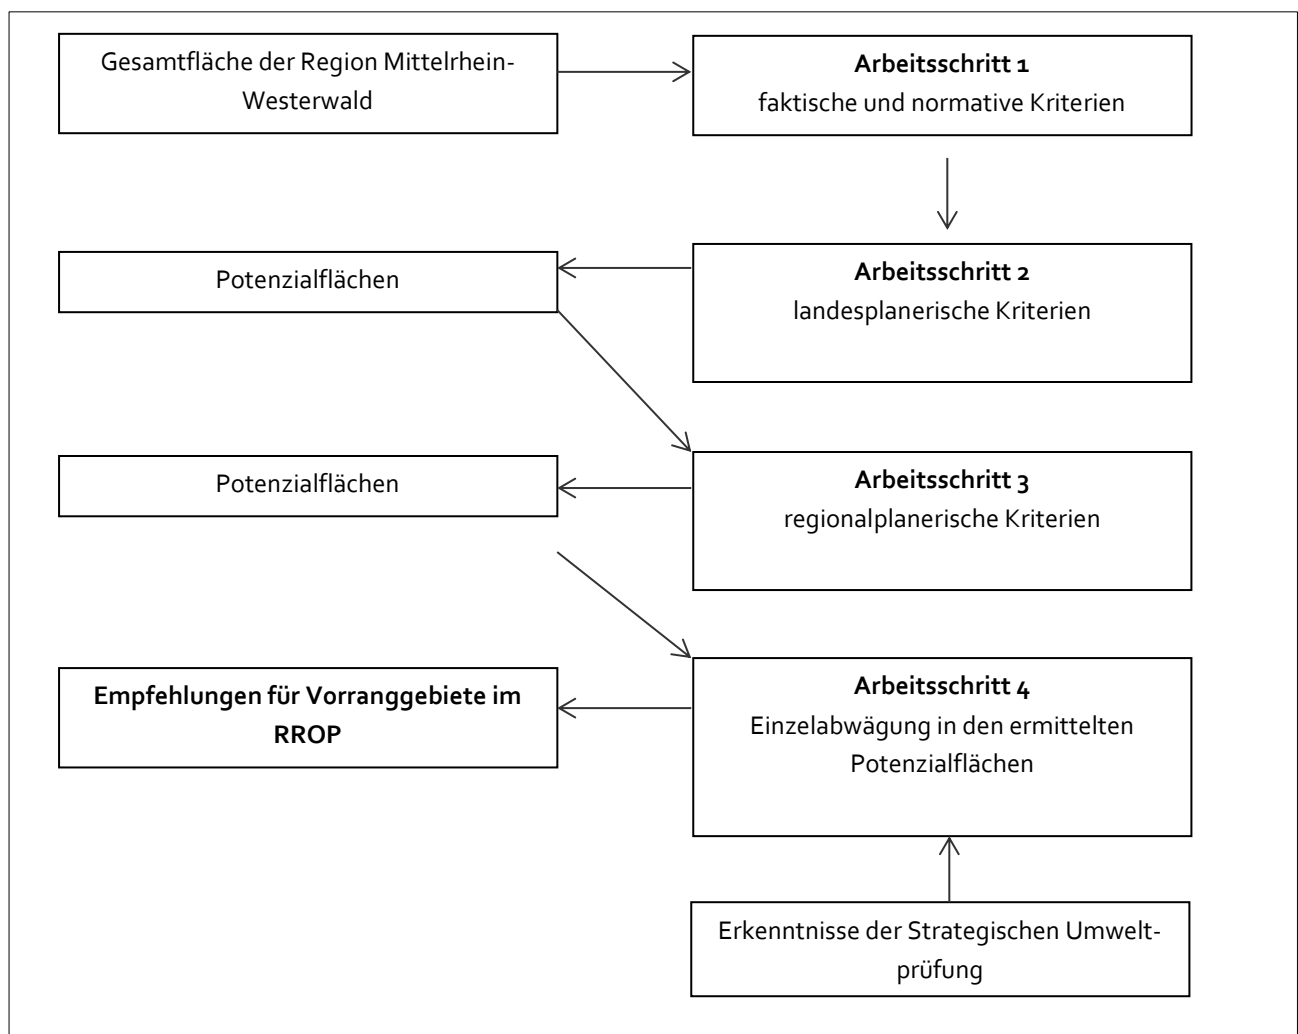 Gesamtfläche der Region Mittelrhein-
Westerwald
Arbeitsschritt 1
faktische und normative Kriterien
Potenzialflächen
Arbeitsschritt 2
landesplanerische Kriterien
Potenzialflächen
Arbeitsschritt 3
regionalplanerische Kriterien
Empfehlungen für Vorranggebiete im
RROP
Arbeitsschritt 4
Einzelabwägung in den ermittelten
Potenzialflächen
Erkenntnisse der Strategischen Umwelt-
prüfung